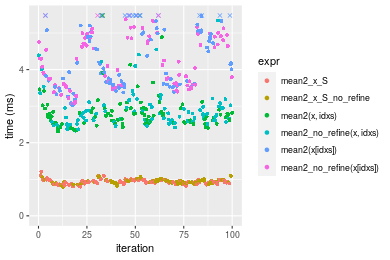 4
2
0
time (ms)
0
25
50
75
100
iteration
expr
mean2_x_S
mean2_x_S_no_refine
mean2(x, idxs)
mean2_no_refine(x, idxs)
mean2(x[idxs])
mean2_no_refine(x[idxs])